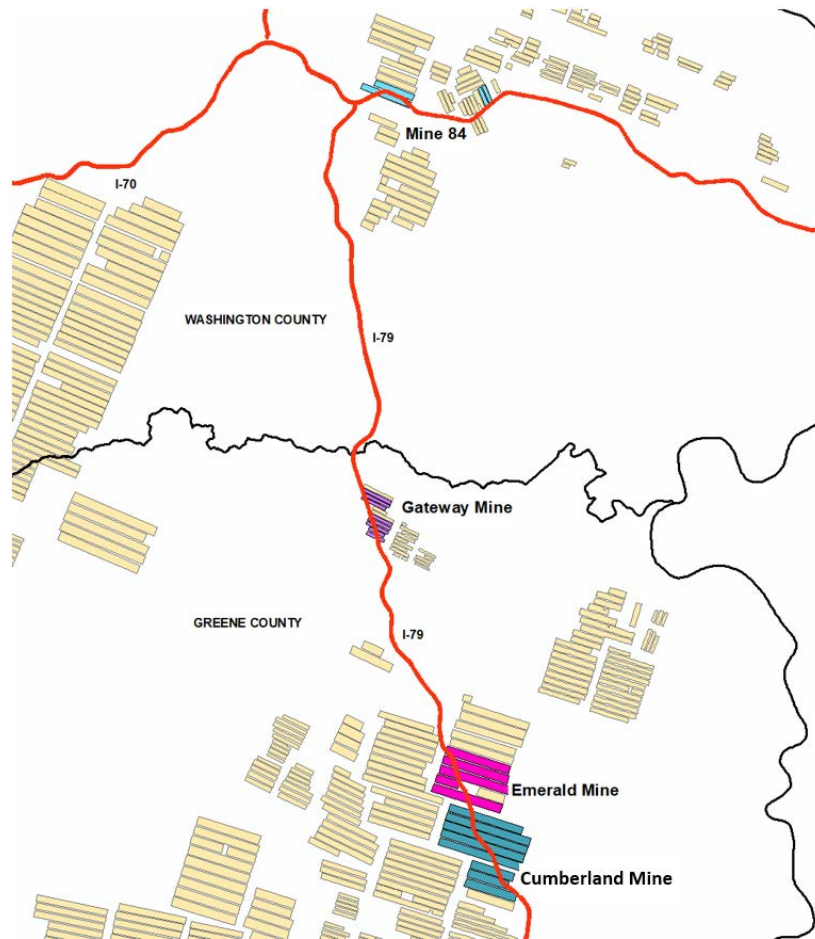 Mine 84
I-70
WASHINGTON COUNTY
I-79
Gateway Mine
GREENE COUNTY
I-79
Emerald Mine
Cumberland Mine